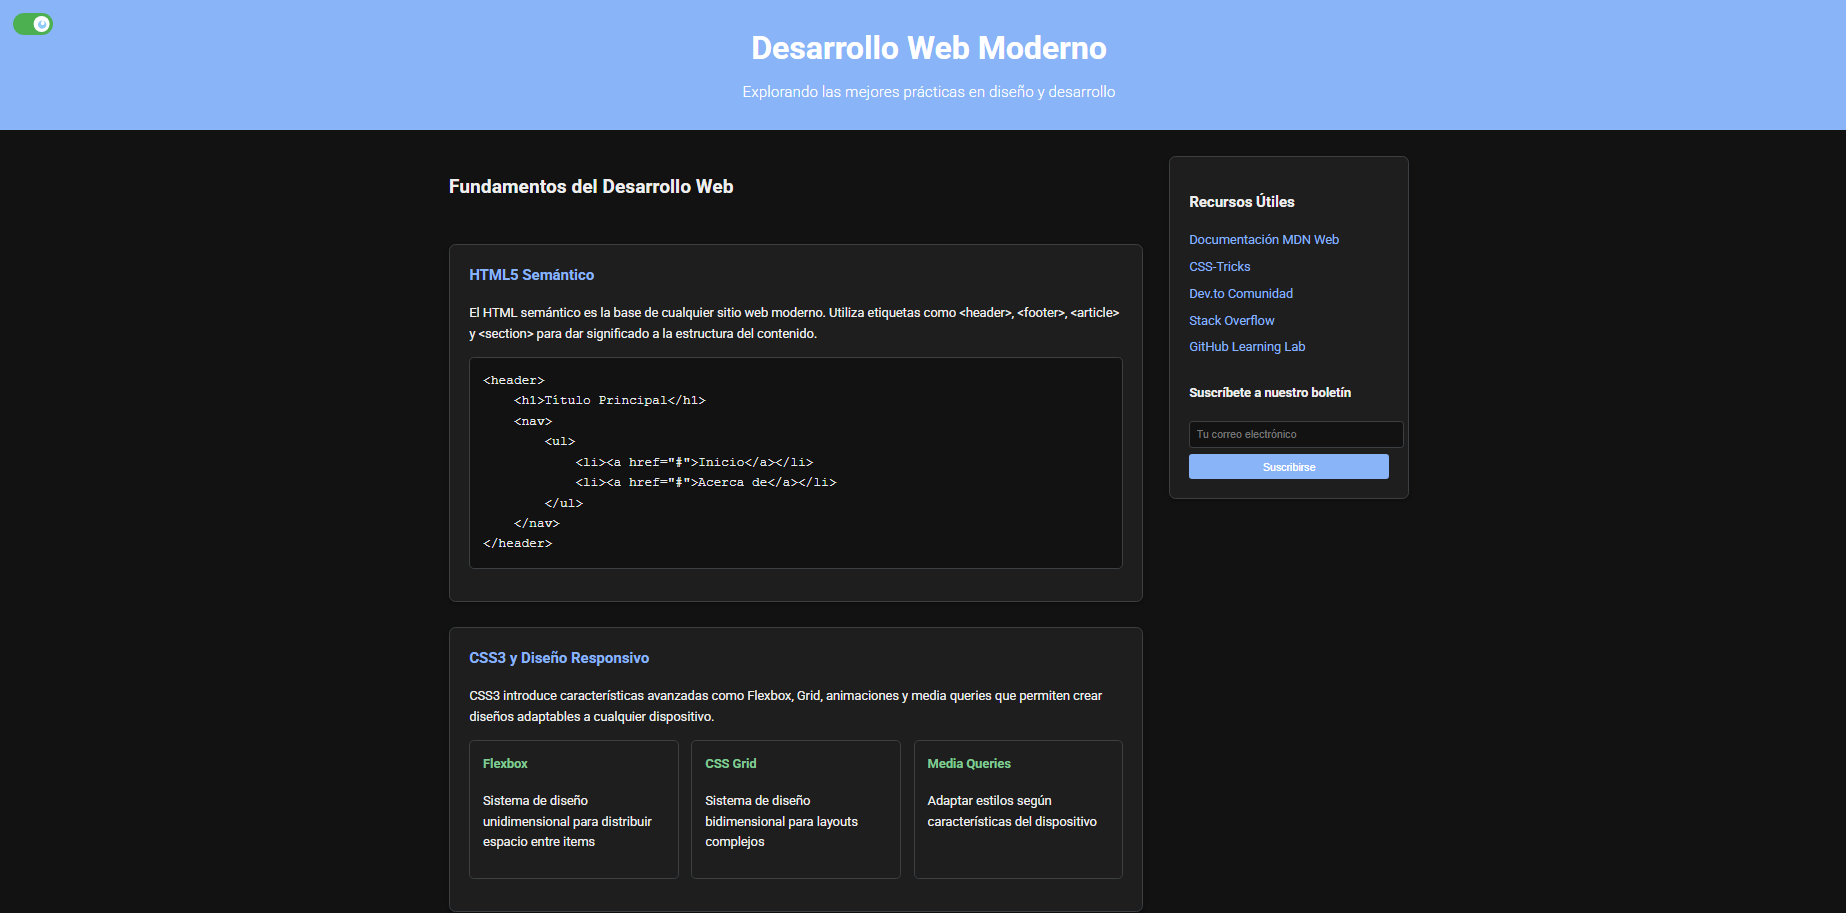 Desarrollo Web Moderno
Explorando las mejores prácticas en diseño y desarrollo
Fundamentos del Desarrollo Web
HTML5 Semántico
El HTML semántico es la base de cualquier sitio web moderno. Utiliza etiquetas como <header>, <footer>, <article>
y <section> para dar significado a la estructura del contenido.
<header>
    <h1>Título Principal</h1>
    <nav>
        <ul>
            <li><a href="#">Inicio</a></li>
            <li><a href="#">Acerca de</a></li>
        </ul>
    </nav>
</header>
CSS3 y Diseño Responsivo
CSS3 introduce características avanzadas como Flexbox, Grid, animaciones y media queries que permiten crear
diseños adaptables a cualquier dispositivo.
Flexbox
Sistema de diseño
unidimensional para distribuir
espacio entre items
CSS Grid
Sistema de diseño
bidimensional para layouts
complejos
Media Queries
Adaptar estilos según
características del dispositivo
Recursos Útiles
Documentación MDN Web
CSS-Tricks
Dev.to Comunidad
Stack Overflow
GitHub Learning Lab
Suscríbete a nuestro boletín
Tu correo electrónico
Suscribirse